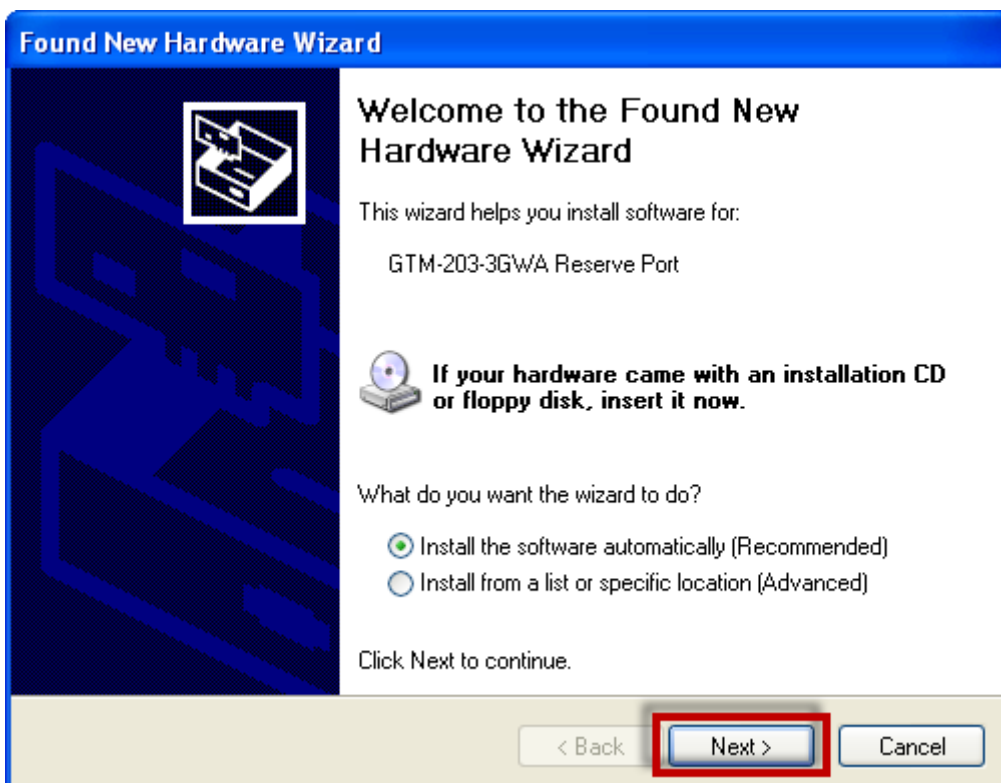 Found New Hardware Wizard
Welcome to the Found New
Hardware Wizard
This wizard helps you install software for:
GTM-203-3GWA Reserve Port
If your hardware came with an installation CD
or floppy disk, insert it now.
What do you want the wizard to do?
Install the software automatically (Recommended)
Install from a list or specific location (Advanced)
Click Next to continue.
< Back
Next >
Cancel